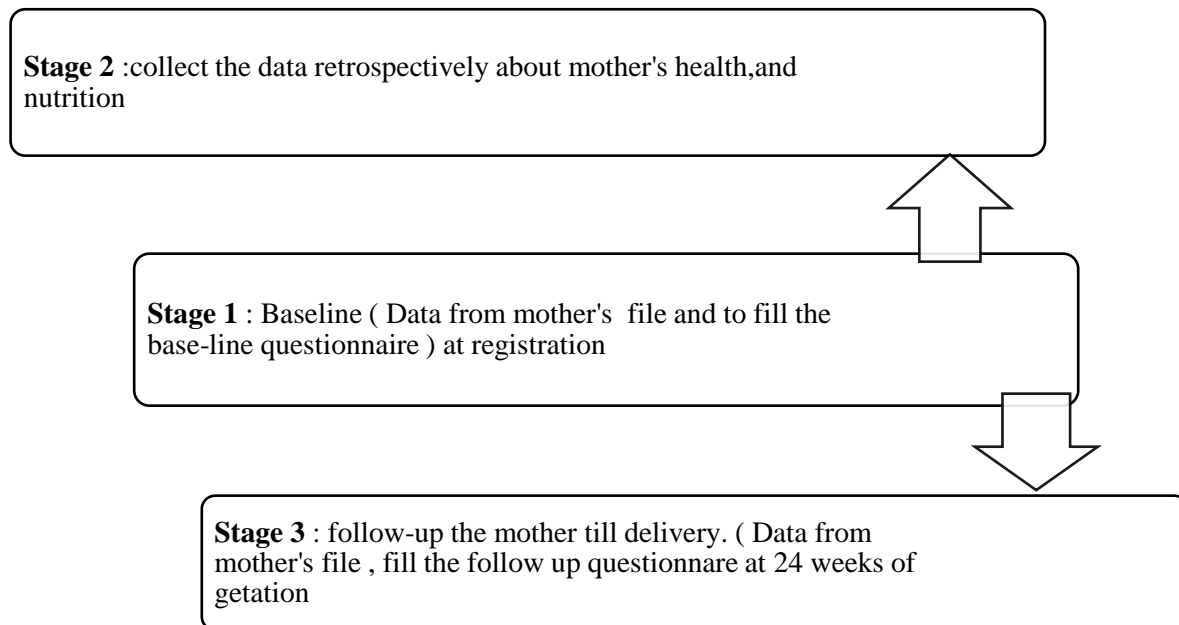 Stage 2 :collect the data retrospectively about mother's health,and
nutrition
Stage 1 : Baseline ( Data from mother's  file and to fill the
base-line questionnaire ) at registration
Stage 3 : follow-up the mother till delivery. ( Data from
mother's file , fill the follow up questionnare at 24 weeks of
getation